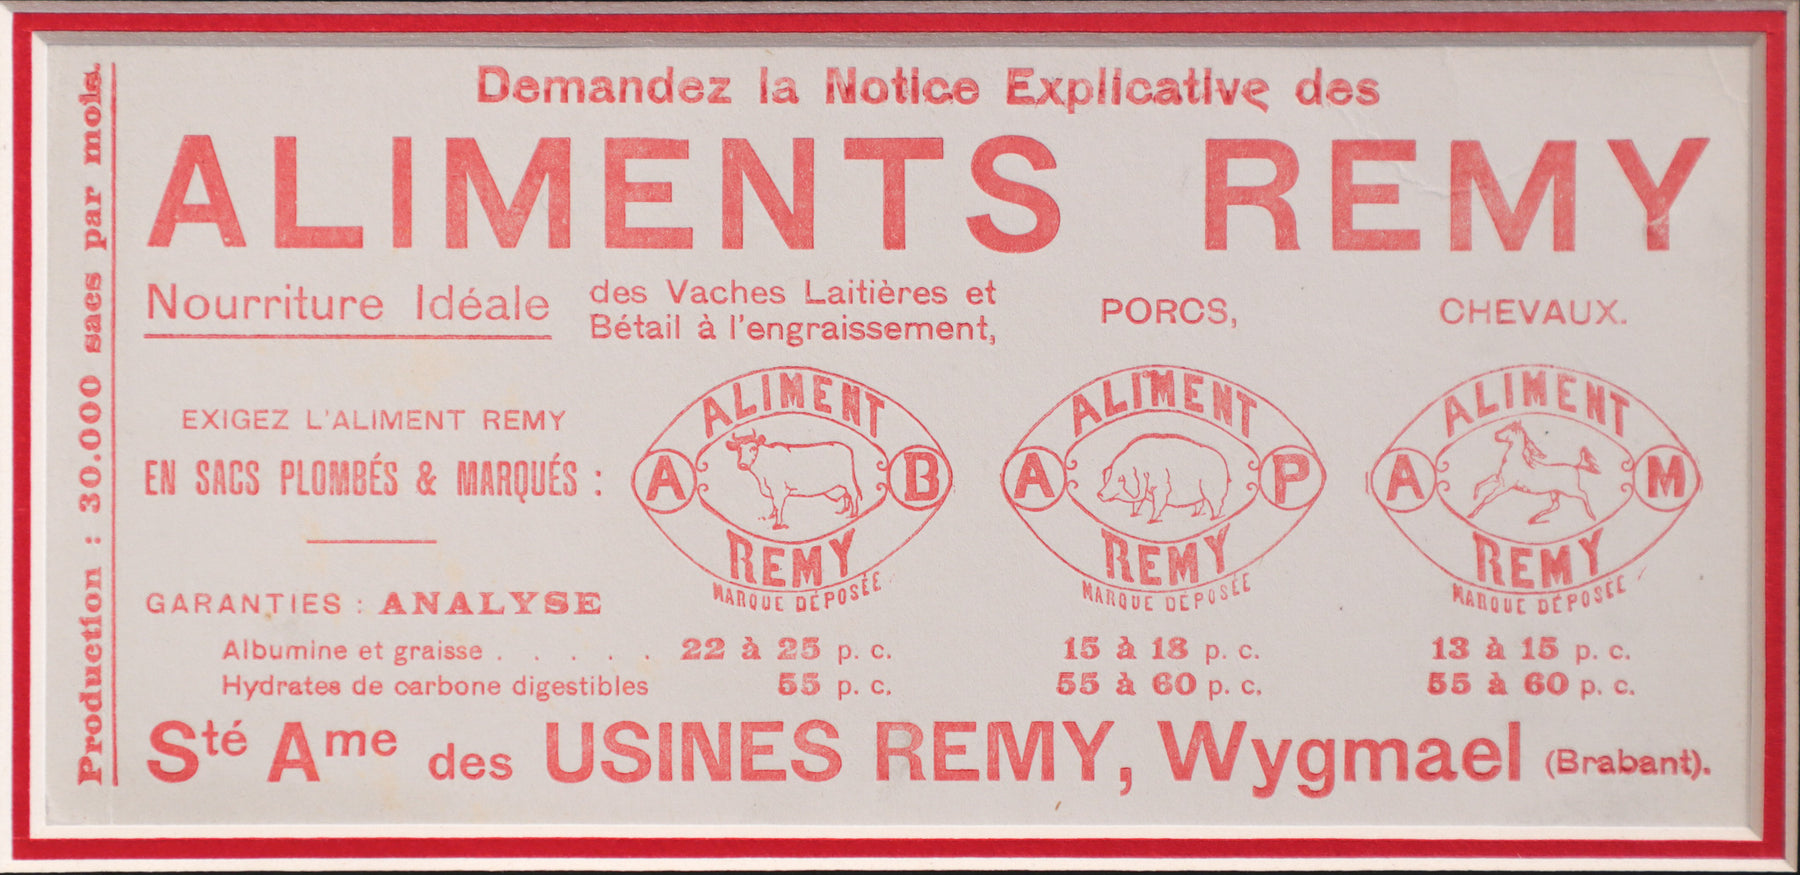 Production : 30.000 sacs par mois.
Demandez la Notice Explicative des
ALIMENTS REMY
Nourriture Idéale
des Vaches Laitières et
Bétail à l'engraissement,
PORCS,
CHEVAUX.
EXIGEZ L'ALIMENT REMY
EN SACS PLOMBÉS & MARQUÉS :
ALIMENT
A B
REMY
MARQUE DÉPOSÉE
ALIMENT
A P
REMY
MARQUE DÉPOSÉE
ALIMENT
A M
REMY
MARQUE DÉPOSÉE
GARANTIES : ANALYSE
Albumine et graisse . . . . . 22 à 25 p. c. 15 à 18 p. c. 13 à 15 p. c.
Hydrates de carbone digestibles 55 p. c. 55 à 60 p. c. 55 à 60 p. c.
Sté Ame des USINES REMY, Wygmael (Brabant).